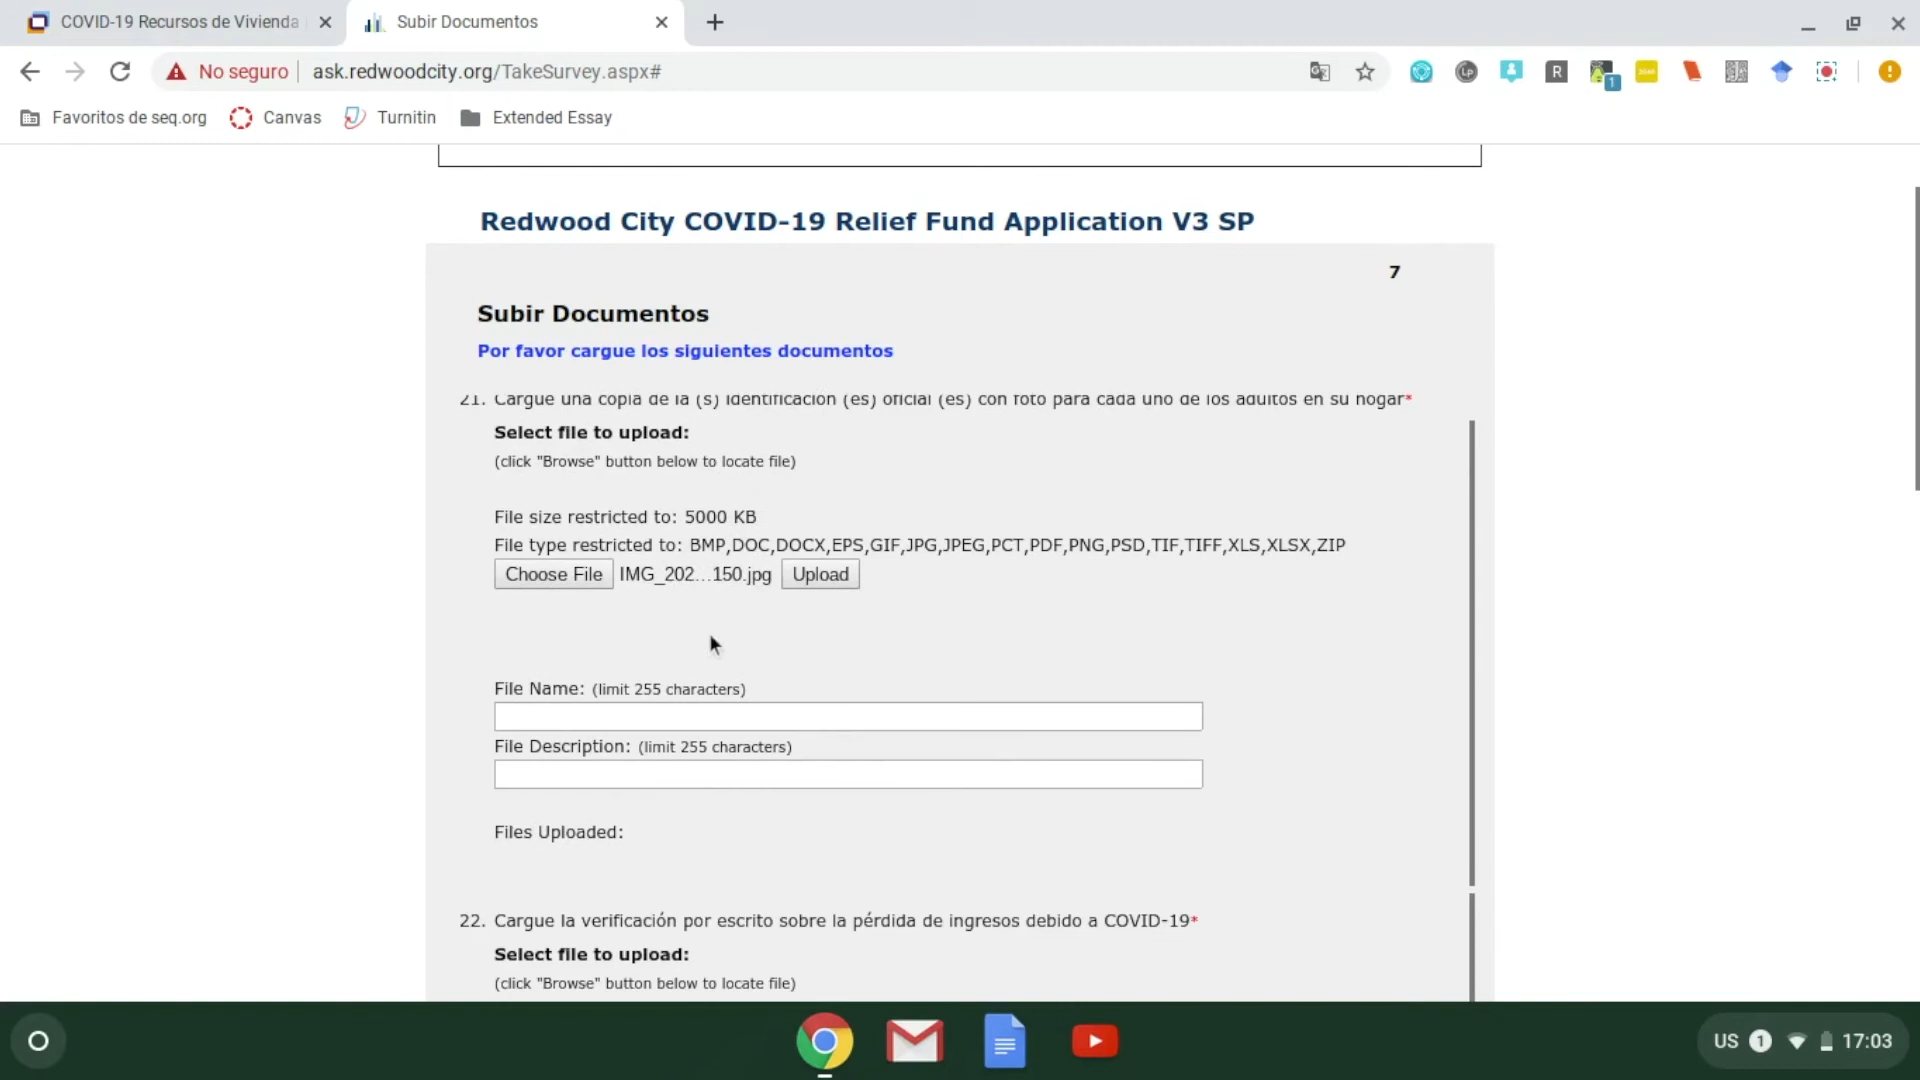 COVID-19 Recursos de Vivienda
Subir Documentos
No seguro
ask.redwoodcity.org/TakeSurvey.aspx#
Favoritos de seq.org
Canvas
Turnitin
Extended Essay
Redwood City COVID-19 Relief Fund Application V3 SP
7
Subir Documentos
Por favor cargue los siguientes documentos
21. Cargue una copia de la (s) identificación (es) oficial (es) con foto para cada uno de los adultos en su hogar*
Select file to upload:
(click "Browse" button below to locate file)
File size restricted to: 5000 KB
File type restricted to: BMP,DOC,DOCX,EPS,GIF,JPG,JPEG,PCT,PDF,PNG,PSD,TIF,TIFF,XLS,XLSX,ZIP
Choose File IMG_202...150.jpg Upload
File Name: (limit 255 characters)
File Description: (limit 255 characters)
Files Uploaded:
22. Cargue la verificación por escrito sobre la pérdida de ingresos debido a COVID-19*
Select file to upload:
(click "Browse" button below to locate file)
US 1 17:03